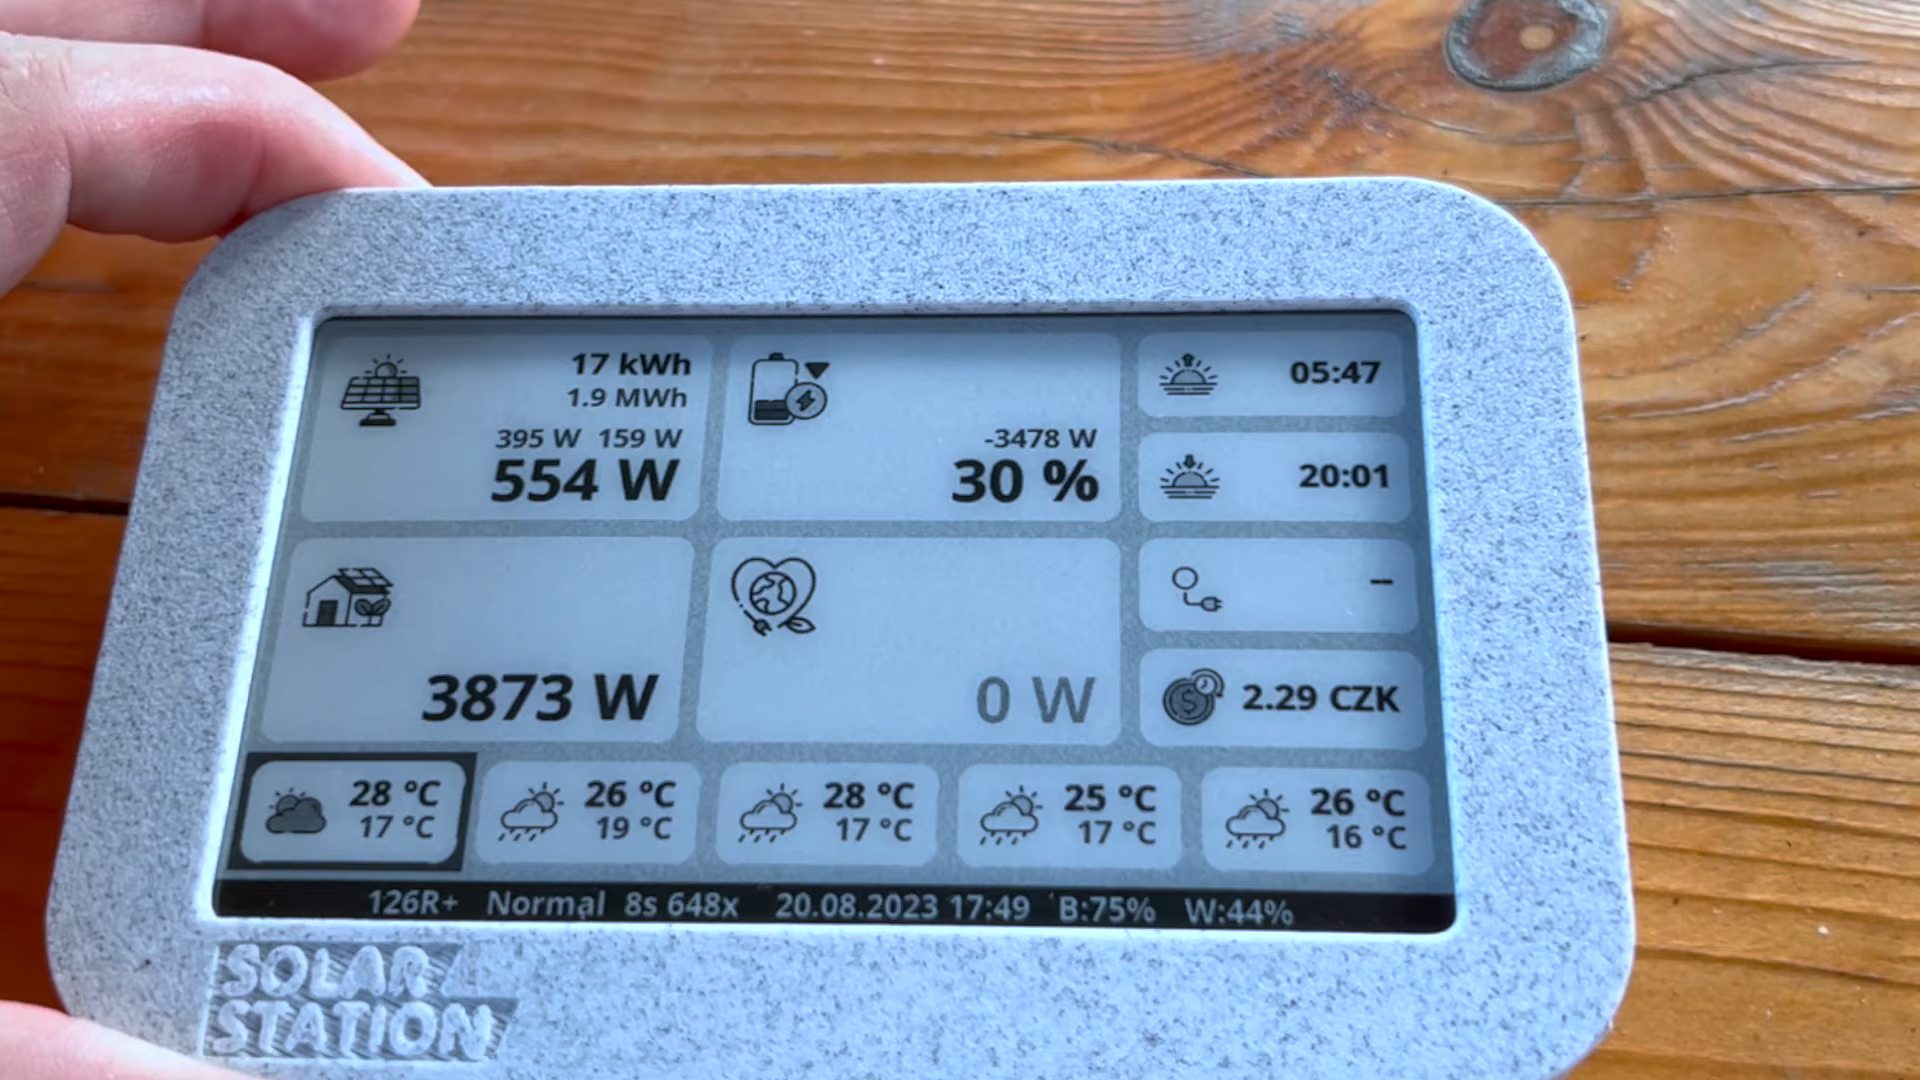 17 kWh
1.9 MWh
395 W 159 W
554 W
-3478 W
30 %
05:47
20:01
3873 W
0 W
--
2.29 CZK
28 °C
17 °C
26 °C
19 °C
28 °C
17 °C
25 °C
17 °C
26 °C
16 °C
126R+ Normal 8s 648x 20.08.2023 17:49 B:75% W:44%
SOLAR
STATION